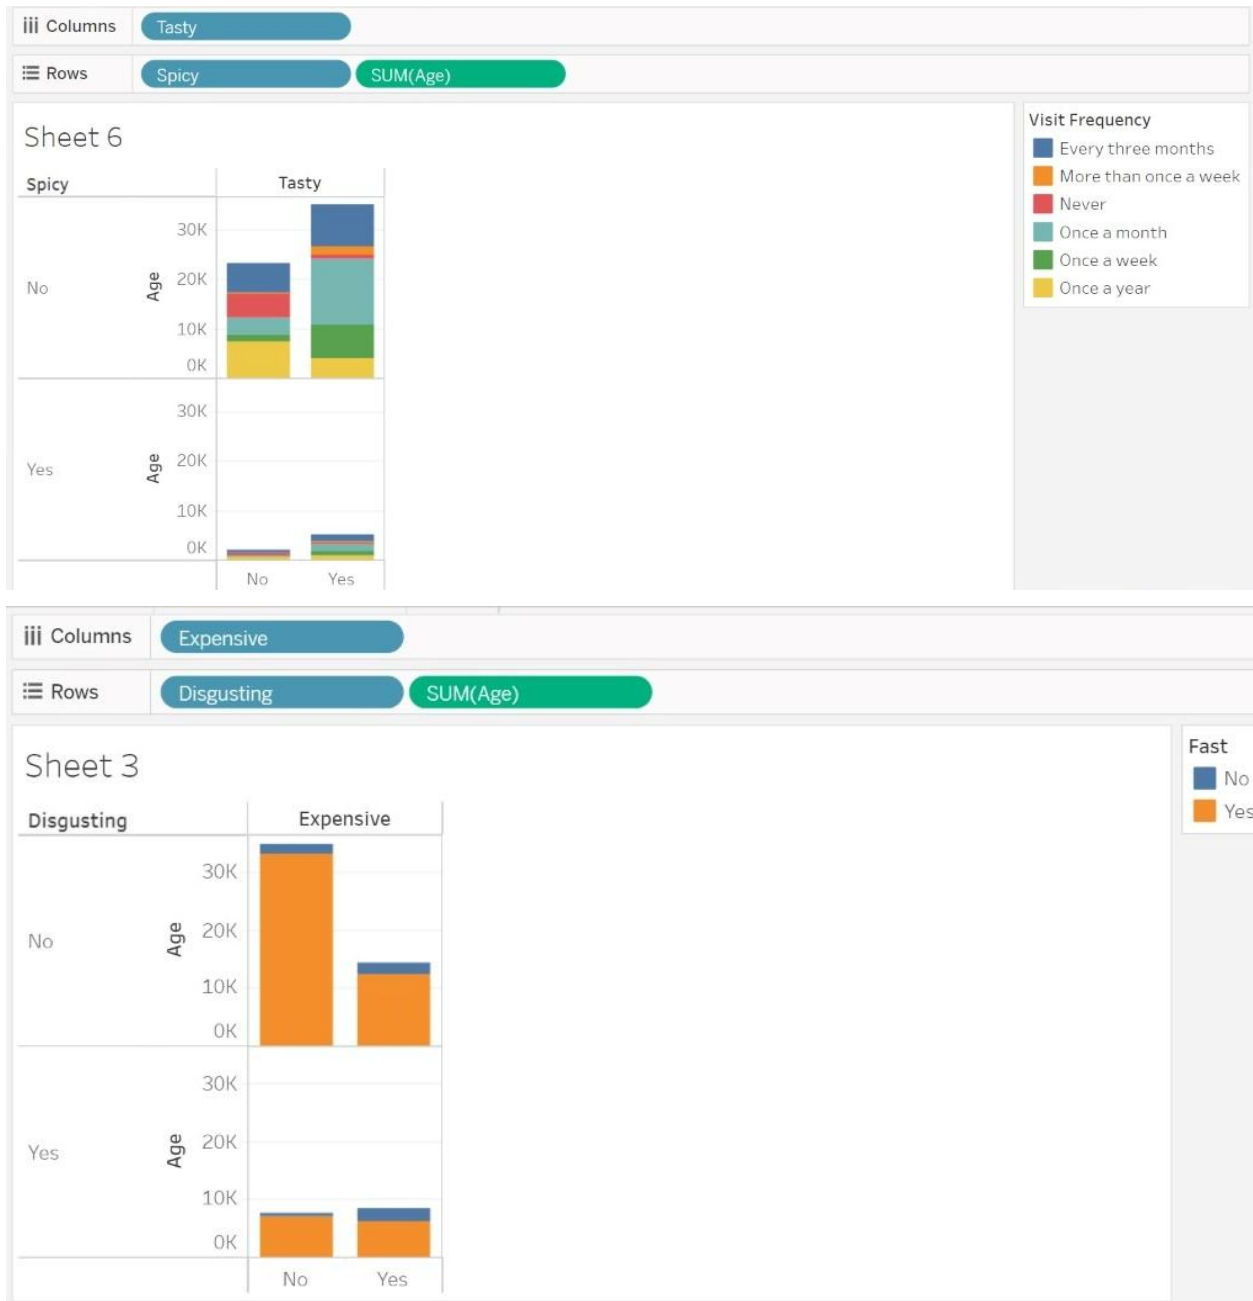 Columns Tasty
Rows Spicy SUM(Age)
Sheet 6
Visit Frequency
Every three months
More than once a week
Never
Once a month
Once a week
Once a year
Spicy Tasty
30K
No Age 20K
10K
0K
30K
Yes Age 20K
10K
0K
No Yes
Columns Expensive
Rows Disgusting SUM(Age)
Sheet 3
Fast
No
Yes
Disgusting Expensive
30K
No Age 20K
10K
0K
30K
Yes Age 20K
10K
0K
No Yes